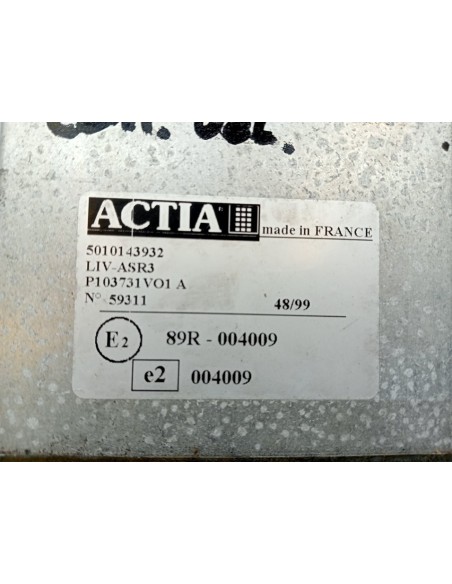 ACTIA
made in FRANCE
5010143932
LIV-ASR3
P103731VO1 A
N° 59311 48/99
E2 89R - 004009
e2 004009